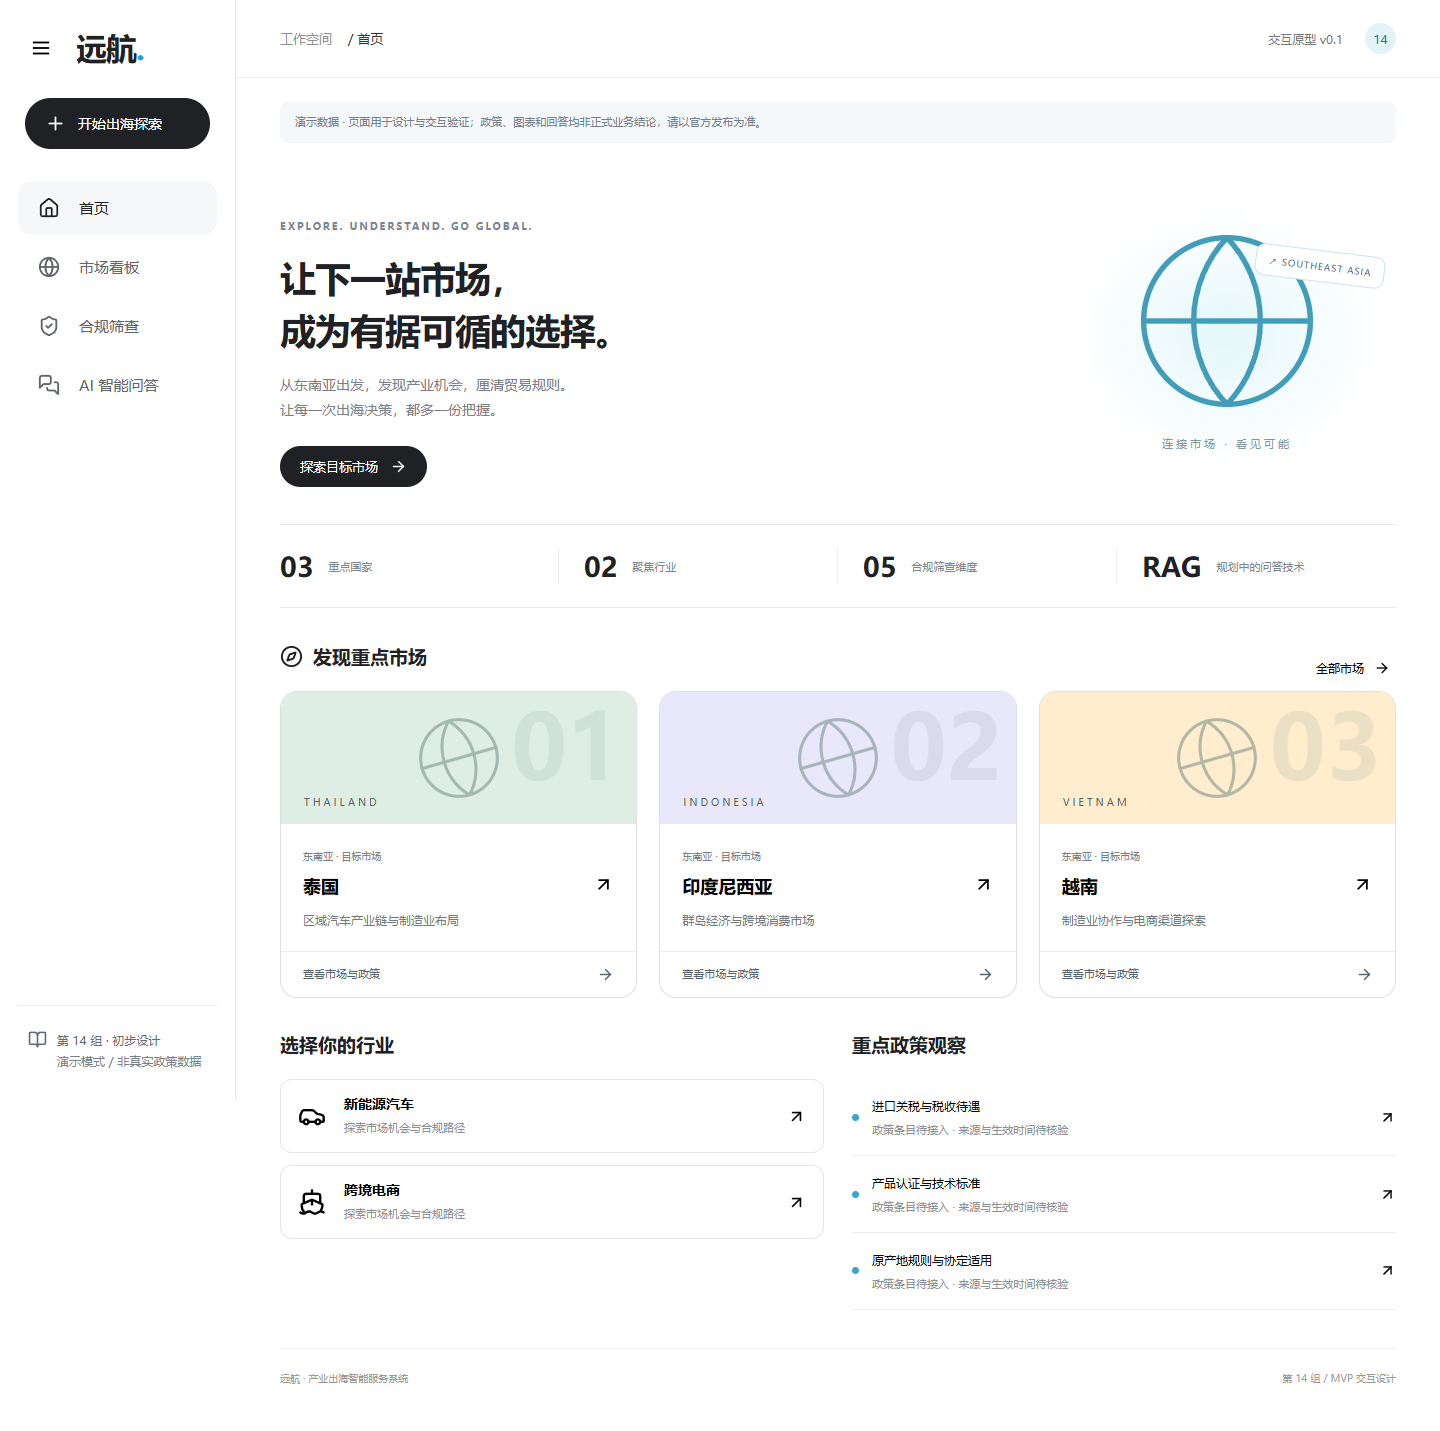 远航.
开始出海探索
首页
市场看板
合规筛查
AI 智能问答
第 14 组 · 初步设计
演示模式 / 非真实政策数据
工作空间 / 首页
交互原型 v0.1
14
演示数据 · 页面用于设计与交互验证；政策、图表和回答均非正式业务结论，请以官方发布为准。
EXPLORE. UNDERSTAND. GO GLOBAL.
让下一站市场，
成为有据可循的选择。
从东南亚出发，发现产业机会，厘清贸易规则。
让每一次出海决策，都多一份把握。
探索目标市场
↗ SOUTHEAST ASIA
连接市场 · 看见可能
03 重点国家
02 聚焦行业
05 合规筛查维度
RAG 规划中的问答技术
发现重点市场
全部市场
01
THAILAND
东南亚 · 目标市场
泰国
区域汽车产业链与制造业布局
查看市场与政策
02
INDONESIA
东南亚 · 目标市场
印度尼西亚
群岛经济与跨境消费市场
查看市场与政策
03
VIETNAM
东南亚 · 目标市场
越南
制造业协作与电商渠道探索
查看市场与政策
选择你的行业
新能源汽车
探索市场机会与合规路径
跨境电商
探索市场机会与合规路径
重点政策观察
进口关税与税收待遇
政策条目待接入 · 来源与生效时间待核验
产品认证与技术标准
政策条目待接入 · 来源与生效时间待核验
原产地规则与协定适用
政策条目待接入 · 来源与生效时间待核验
远航 · 产业出海智能服务系统
第 14 组 / MVP 交互设计